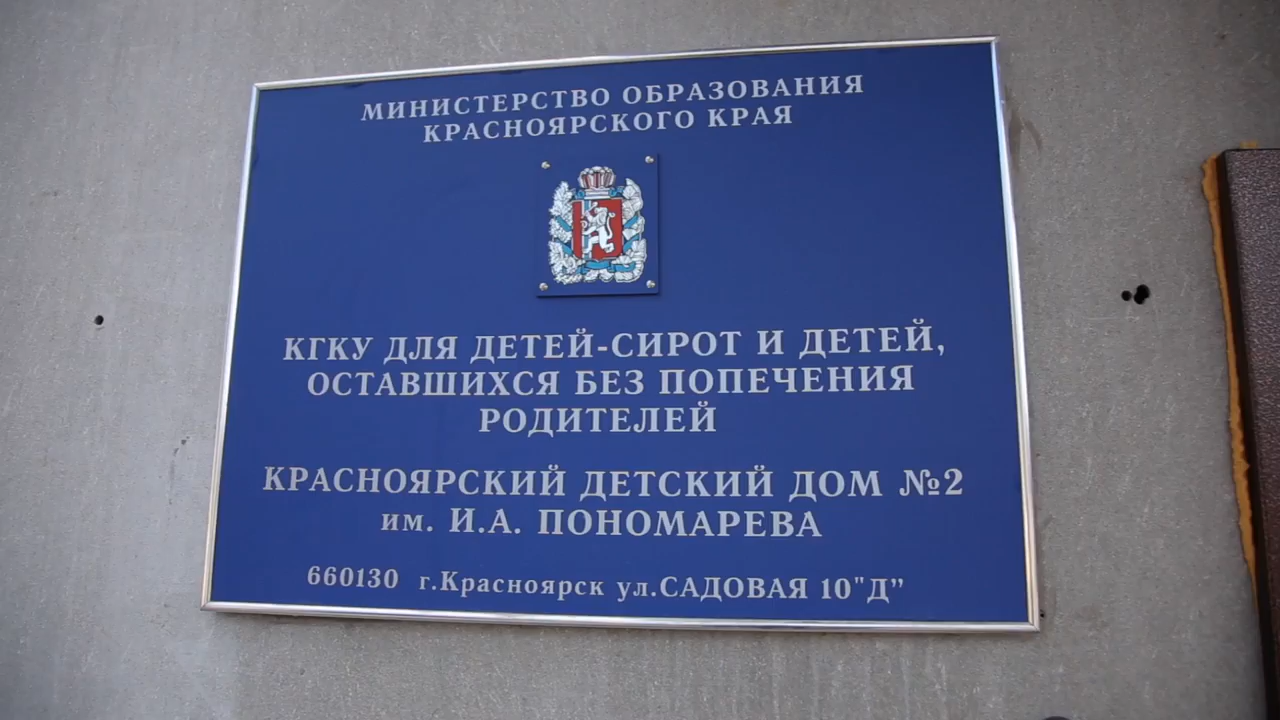 МИНИСТЕРСТВО ОБРАЗОВАНИЯ
КРАСНОЯРСКОГО КРАЯ
КГКУ ДЛЯ ДЕТЕЙ-СИРОТ И ДЕТЕЙ,
ОСТАВШИХСЯ БЕЗ ПОПЕЧЕНИЯ
РОДИТЕЛЕЙ
КРАСНОЯРСКИЙ ДЕТСКИЙ ДОМ №2
им. И.А. ПОНОМАРЕВА
660130 г.Красноярск ул.САДОВАЯ 10"Д"